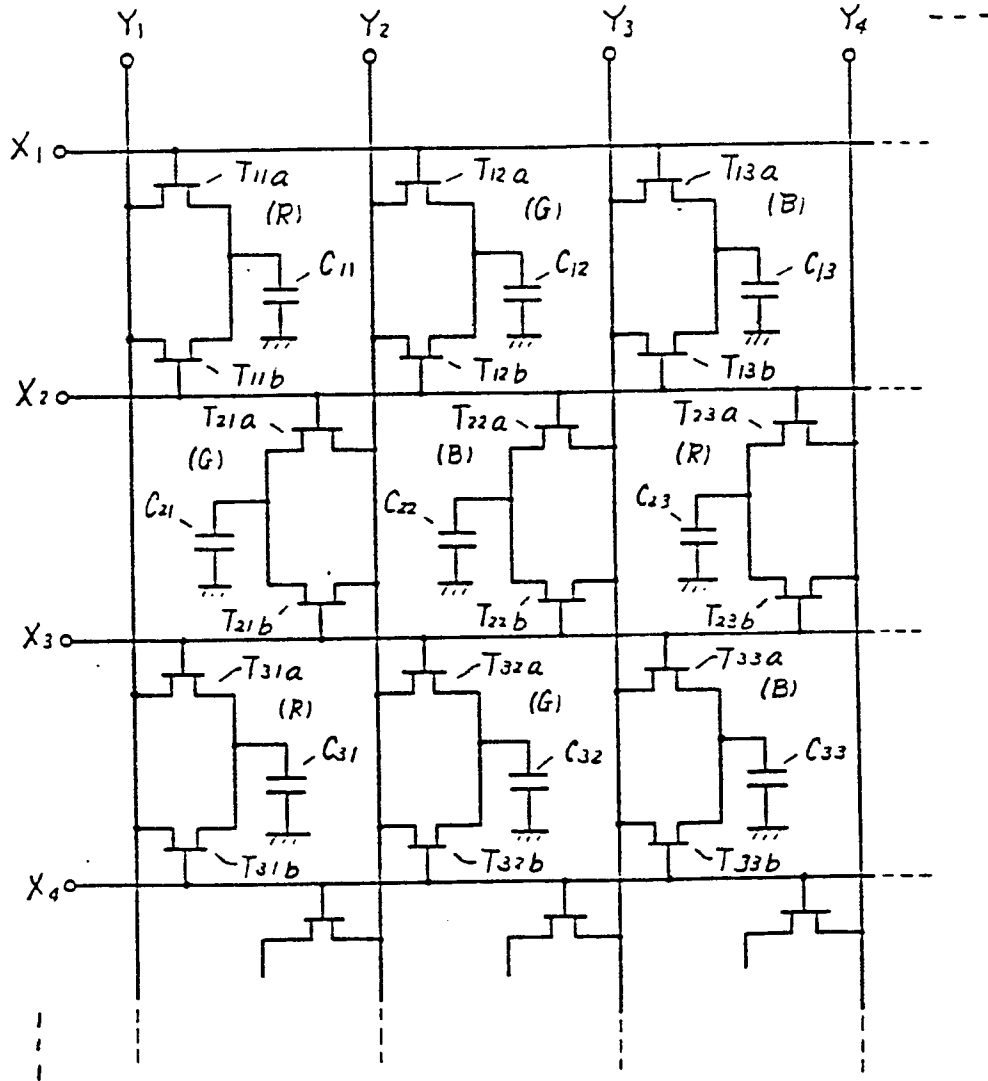 Y1 Y2 Y3 Y4
X1
T11a T12a T13a
(R) (G) (B)
C11 C12 C13
T11b T12b T13b
X2
T21a T22a T23a
(G) (B) (R)
C21 C22 C23
T21b T22b T23b
X3
T31a T32a T33a
(R) (G) (B)
C31 C32 C33
T31b T32b T33b
X4